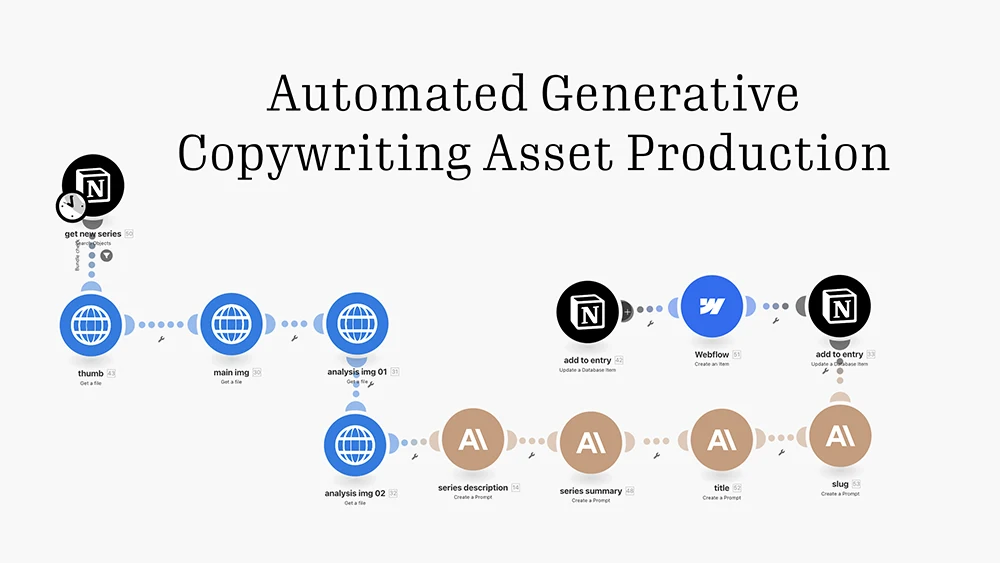 Automated Generative
Copywriting Asset Production
get new series 50
Search Objects
Bundle check
thumb 43
Get a file
main img 30
Get a file
analysis img 01 31
Get a file
add to entry 42
Update a Database Item
Webflow 51
Create an Item
add to entry 33
Update a Database Item
analysis img 02 32
Get a file
series description 14
Create a Prompt
series summary 48
Create a Prompt
title 52
Create a Prompt
slug 53
Create a Prompt